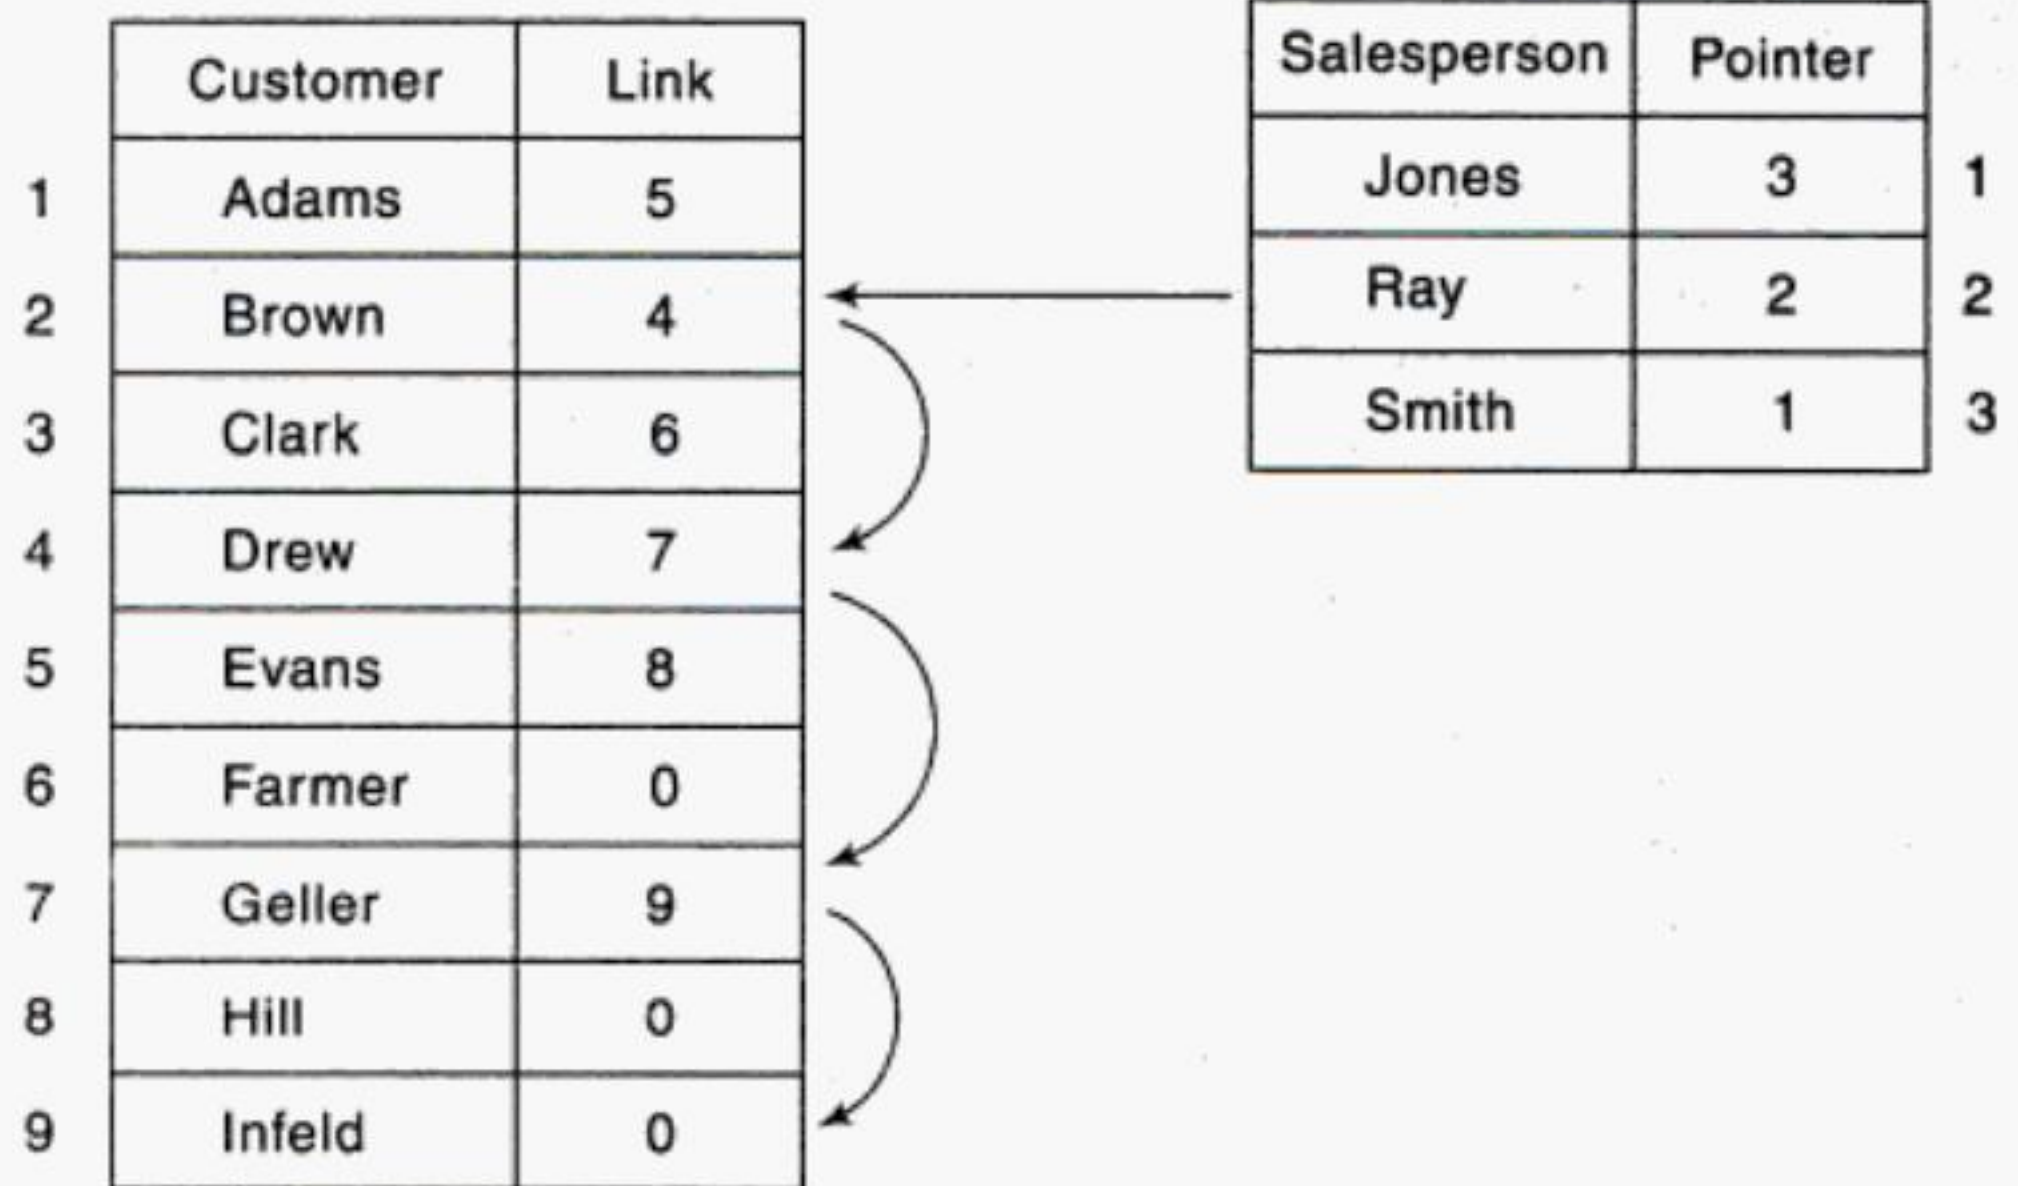 Customer Link
1 Adams 5
2 Brown 4
3 Clark 6
4 Drew 7
5 Evans 8
6 Farmer 0
7 Geller 9
8 Hill 0
9 Infeld 0
Salesperson Pointer
Jones 3 1
Ray 2 2
Smith 1 3